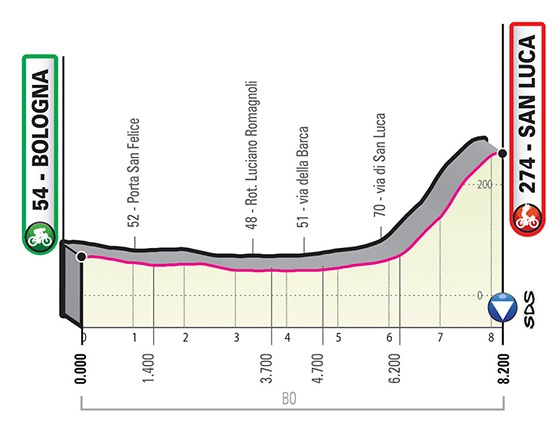 54 - BOLOGNA
52 - Porta San Felice
48 - Rot. Luciano Romagnoli
51 - via della Barca
70 - via di San Luca
274 - SAN LUCA
200
0
SDS
0 1 2 3 4 5 6 7 8
0.000 1.400 3.700 4.700 6.200 8.200
BO